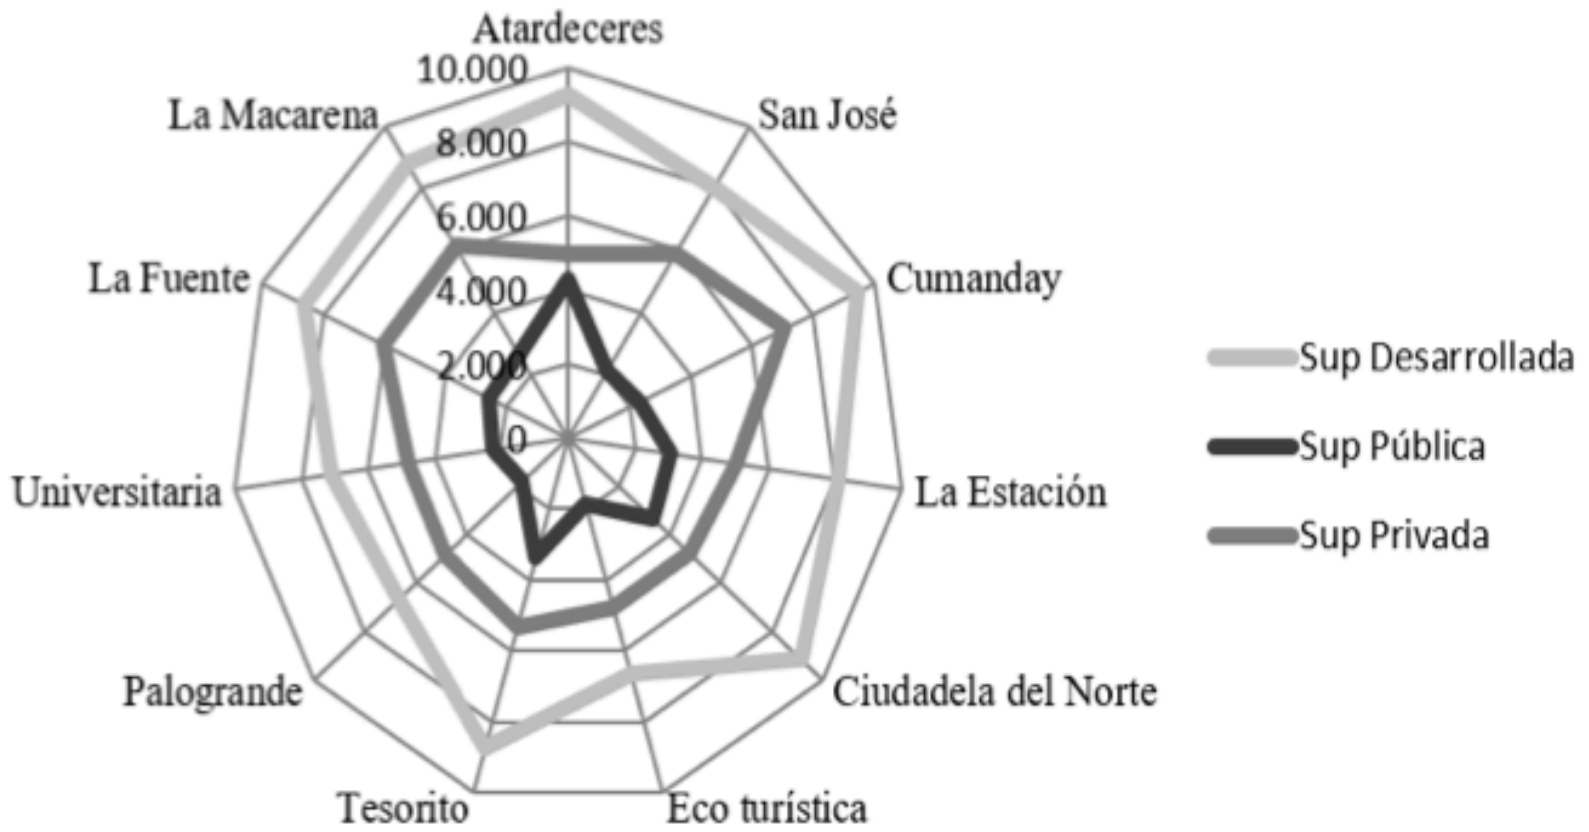 Atardeceres
10.000
La Macarena
San José
8.000
6.000
La Fuente
Cumanday
4.000
2.000
Sup Desarrollada
0
Sup Pública
Universitaria
La Estación
Sup Privada
Palogrande
Ciudadela del Norte
Tesorito
Eco turística